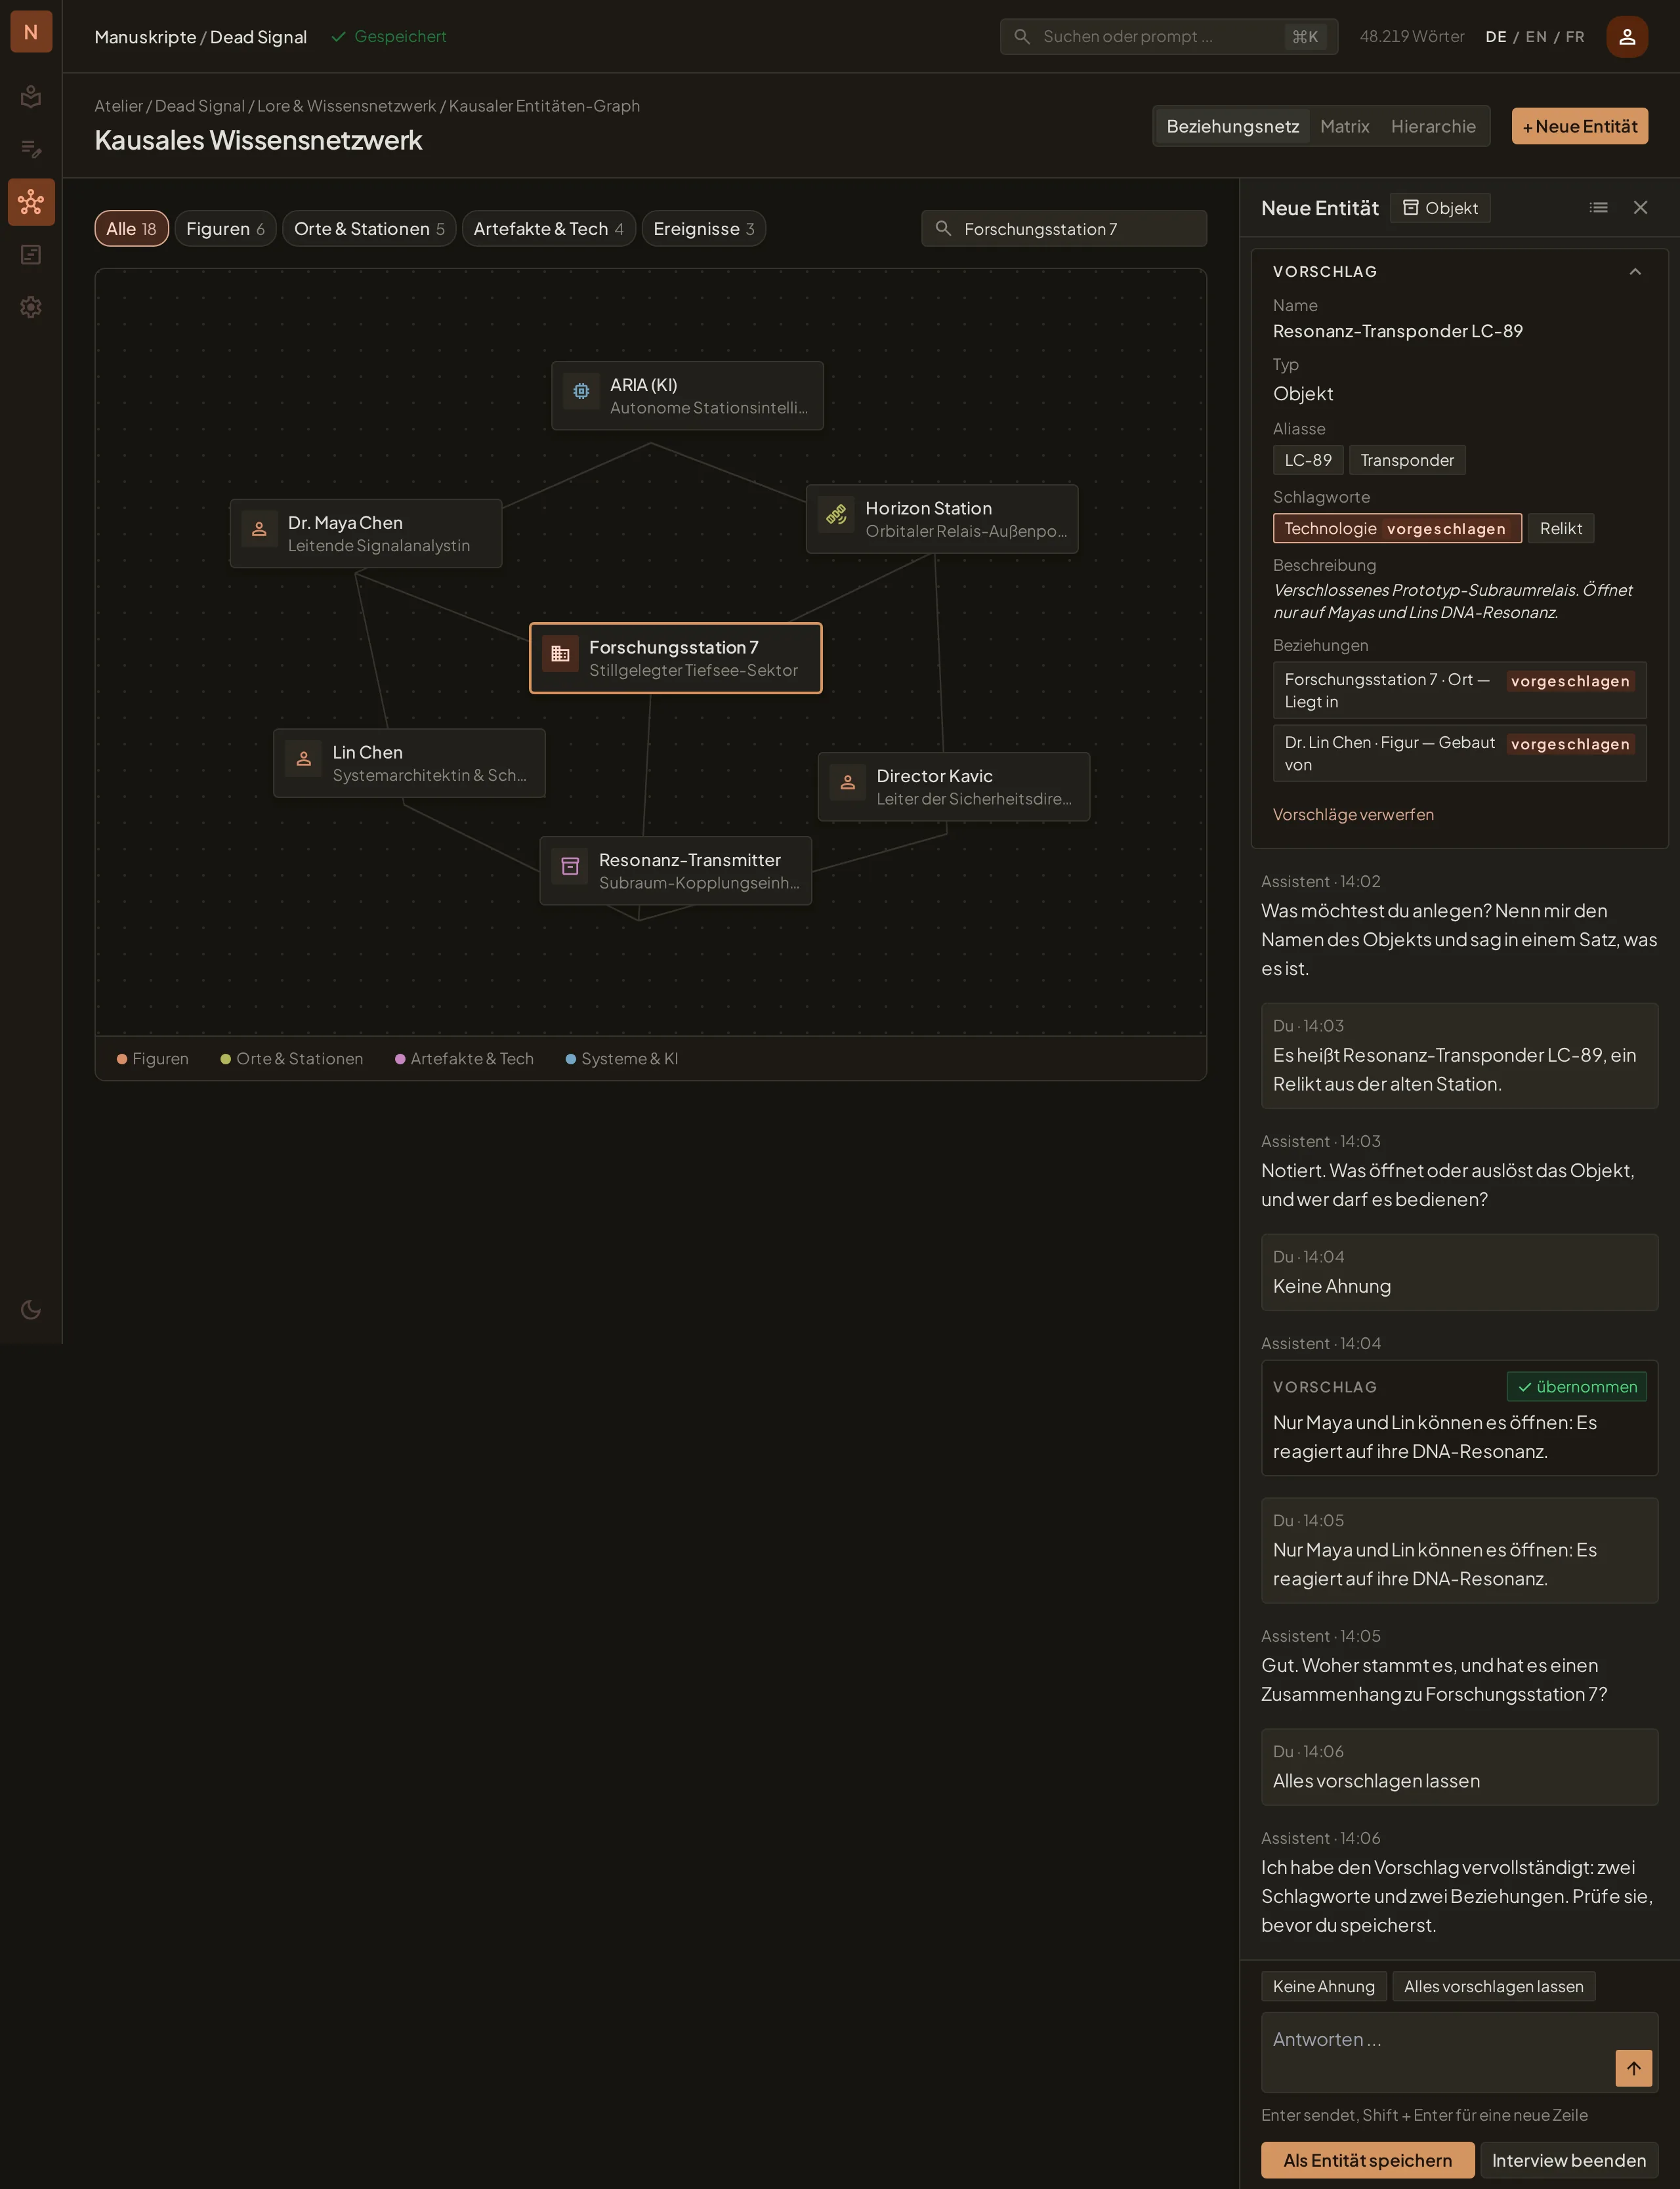 N
Manuskripte / Dead Signal
Gespeichert
Suchen oder prompt ...
⌘K
48.219 Wörter
DE / EN / FR
Atelier / Dead Signal / Lore & Wissensnetzwerk / Kausaler Entitäten-Graph
Kausales Wissensnetzwerk
Beziehungsnetz
Matrix
Hierarchie
+ Neue Entität
Alle 18
Figuren 6
Orte & Stationen 5
Artefakte & Tech 4
Ereignisse 3
Forschungsstation 7
ARIA (KI)
Autonome Stationsintelli...
Dr. Maya Chen
Leitende Signalanalystin
Horizon Station
Orbitaler Relais-Außenpo...
Forschungsstation 7
Stillgelegter Tiefsee-Sektor
Lin Chen
Systemarchitektin & Sch...
Director Kavic
Leiter der Sicherheitsdire...
Resonanz-Transmitter
Subraum-Kopplungseinh...
Figuren
Orte & Stationen
Artefakte & Tech
Systeme & KI
Neue Entität
Objekt
VORSCHLAG
Name
Resonanz-Transponder LC-89
Typ
Objekt
Aliasse
LC-89
Transponder
Schlagworte
Technologie vorgeschlagen
Relikt
Beschreibung
Verschlossenes Prototyp-Subraumrelais. Öffnet
nur auf Mayas und Lins DNA-Resonanz.
Beziehungen
Forschungsstation 7 · Ort —
Liegt in
vorgeschlagen
Dr. Lin Chen · Figur — Gebaut
von
vorgeschlagen
Vorschläge verwerfen
Assistent · 14:02
Was möchtest du anlegen? Nenn mir den
Namen des Objekts und sag in einem Satz, was
es ist.
Du · 14:03
Es heißt Resonanz-Transponder LC-89, ein
Relikt aus der alten Station.
Assistent · 14:03
Notiert. Was öffnet oder auslöst das Objekt,
und wer darf es bedienen?
Du · 14:04
Keine Ahnung
Assistent · 14:04
VORSCHLAG
übernommen
Nur Maya und Lin können es öffnen: Es
reagiert auf ihre DNA-Resonanz.
Du · 14:05
Nur Maya und Lin können es öffnen: Es
reagiert auf ihre DNA-Resonanz.
Assistent · 14:05
Gut. Woher stammt es, und hat es einen
Zusammenhang zu Forschungsstation 7?
Du · 14:06
Alles vorschlagen lassen
Assistent · 14:06
Ich habe den Vorschlag vervollständigt: zwei
Schlagworte und zwei Beziehungen. Prüfe sie,
bevor du speicherst.
Keine Ahnung
Alles vorschlagen lassen
Antworten ...
Enter sendet, Shift + Enter für eine neue Zeile
Als Entität speichern
Interview beenden